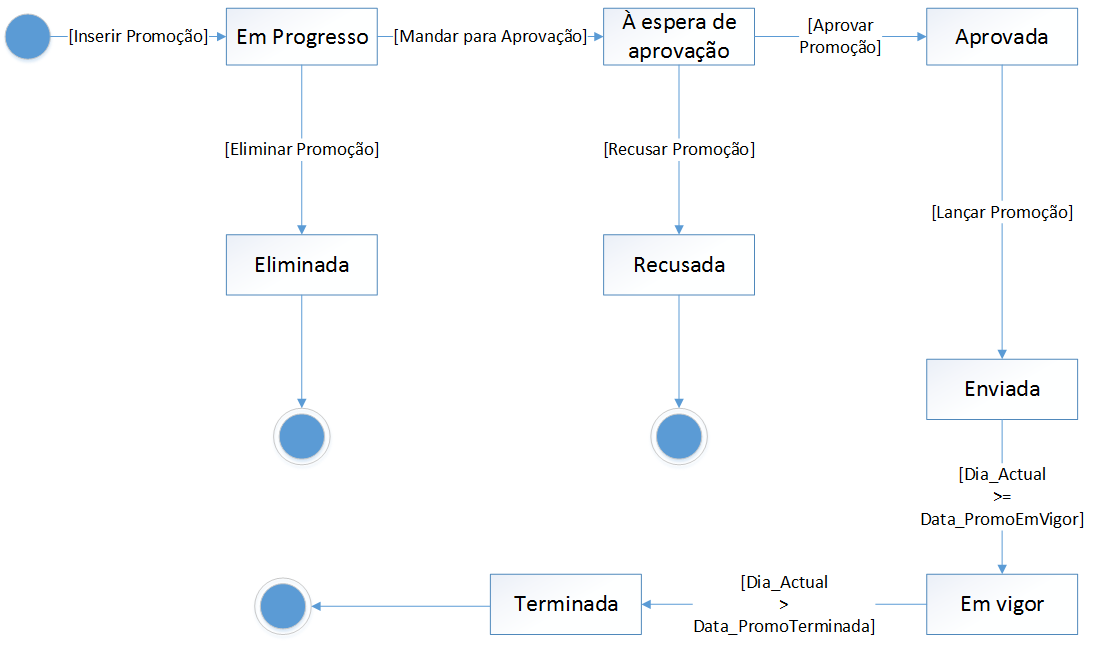 [Inserir Promoção]
Em Progresso
[Mandar para Aprovação]
À espera de
aprovação
[Aprovar
Promoção]
Aprovada
[Eliminar Promoção]
[Recusar Promoção]
[Lançar Promoção]
Eliminada
Recusada
Enviada
[Dia_Actual
>=
Data_PromoEmVigor]
Terminada
[Dia_Actual
>
Data_PromoTerminada]
Em vigor